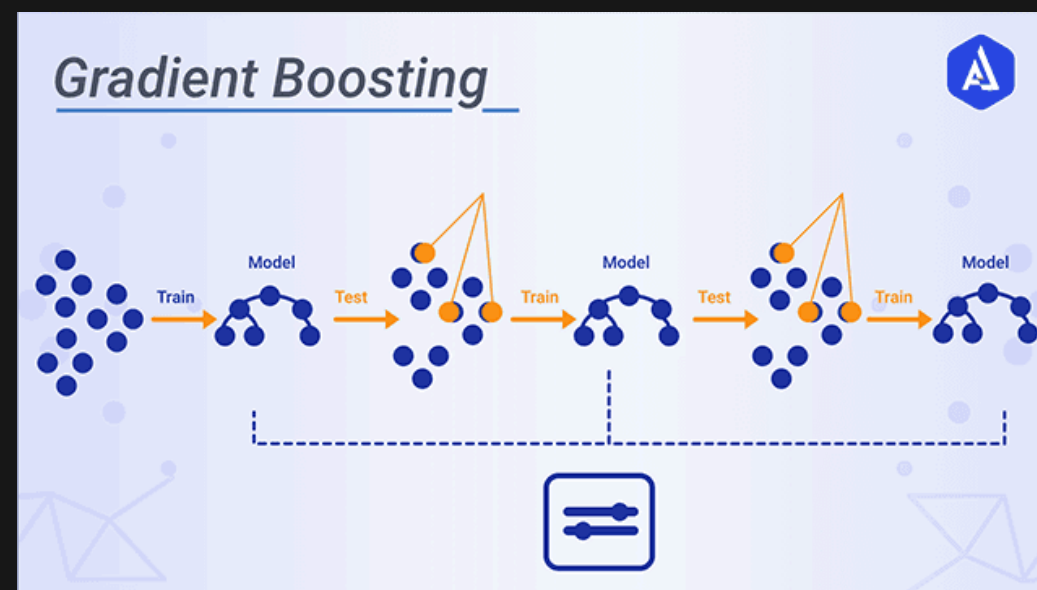 Gradient Boosting
Model
Model
Model
Train
Test
Train
Test
Train